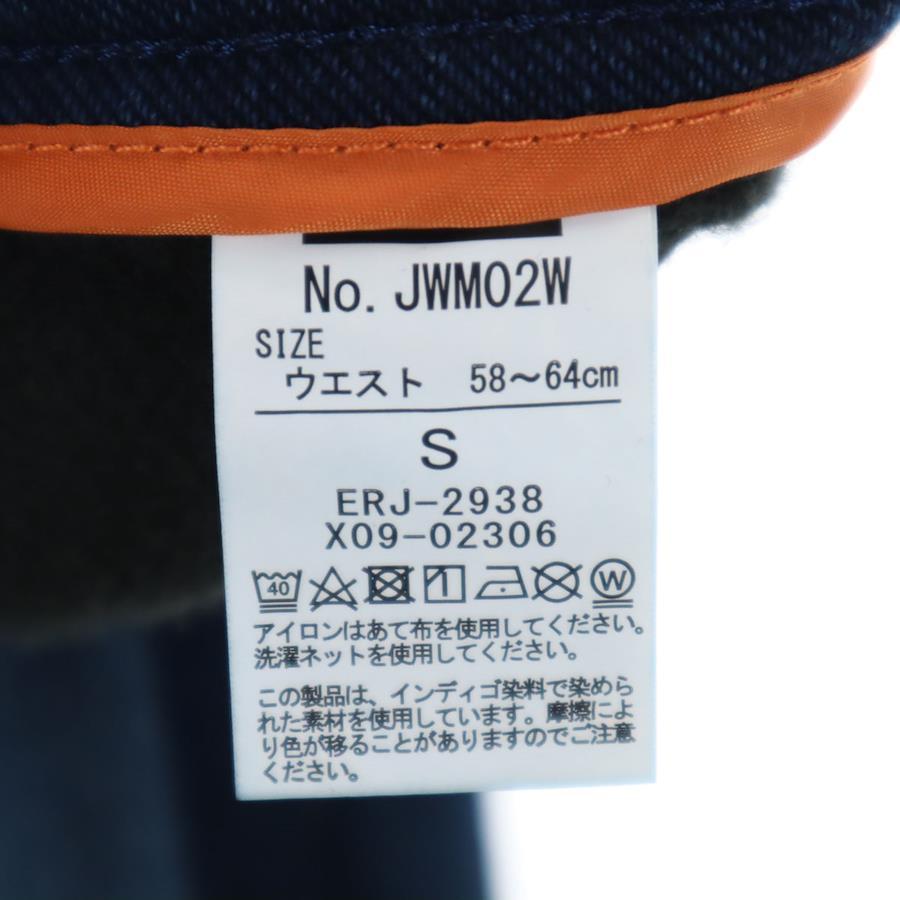 No. JWM02W
SIZE
ウエスト 58～64cm
S
ERJ-2938
X09-02306
40 W
アイロンはあて布を使用してください。
洗濯ネットを使用してください。
この製品は、インディゴ染料で染めら
れた素材を使用しています。摩擦によ
り色が移ることがありますのでご注意
ください。